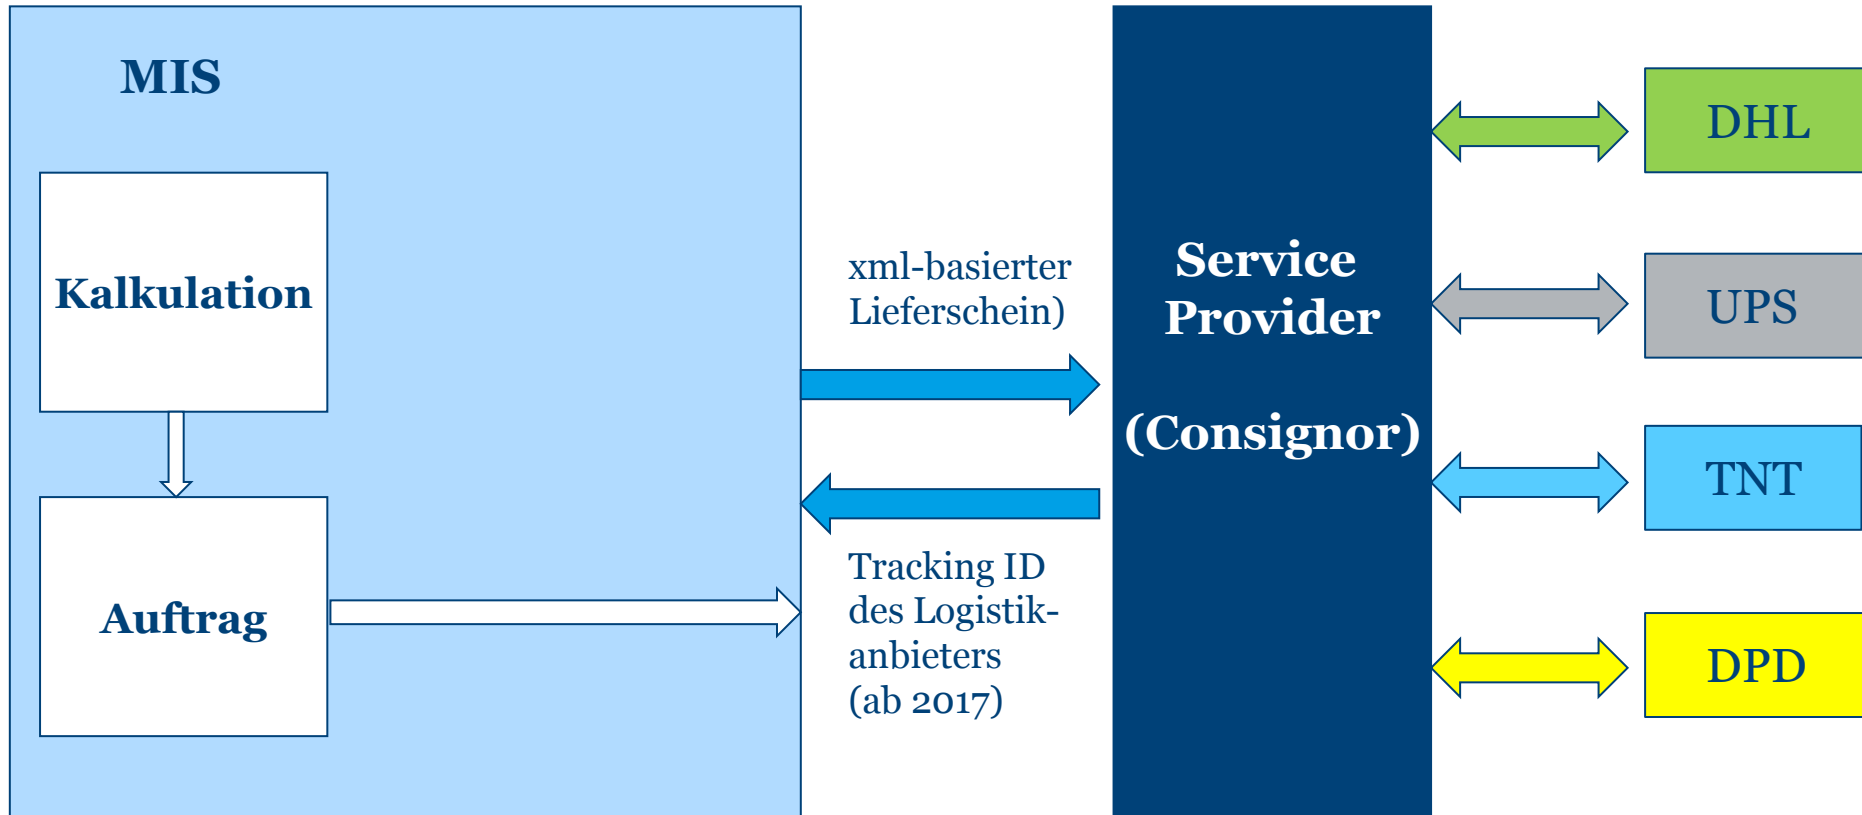 MIS
Kalkulation
Auftrag
xml-basierter
Lieferschein)
Tracking ID
des Logistik-
anbieters
(ab 2017)
Service
Provider
(Consignor)
DHL
UPS
TNT
DPD